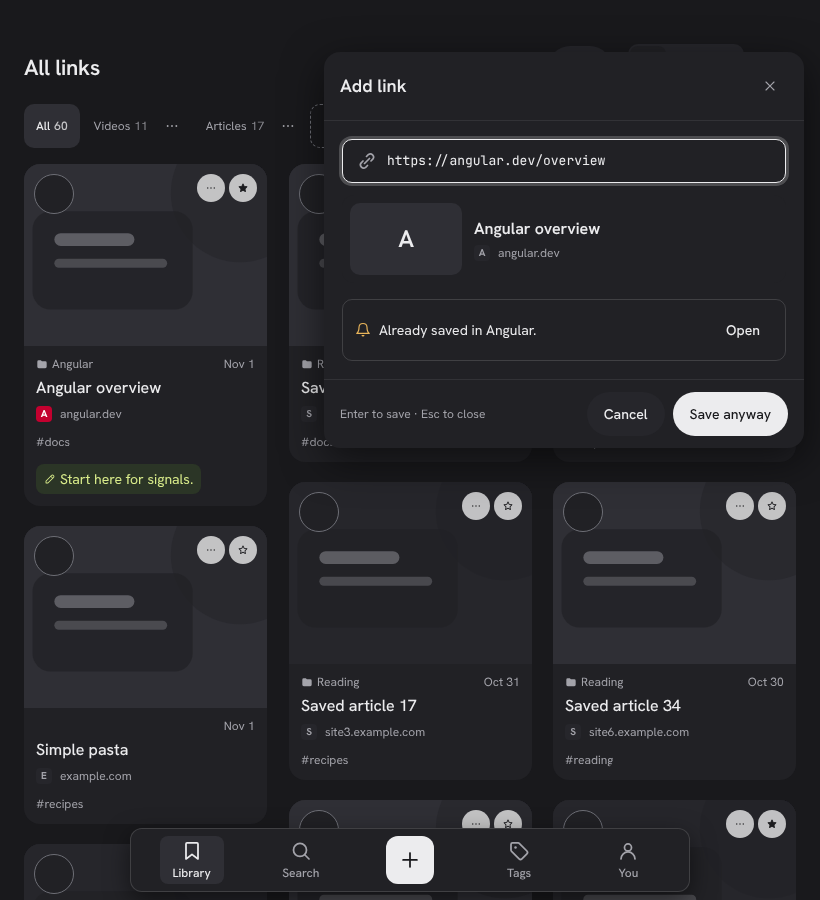 All links
All 60
Videos 11
Articles 17
Add link
https://angular.dev/overview
A
Angular overview
A angular.dev
Already saved in Angular.
Open
Enter to save · Esc to close
Cancel
Save anyway
Angular
Nov 1
Angular overview
A angular.dev
#docs
Start here for signals.
Nov 1
Simple pasta
E example.com
#recipes
S
Reading
Oct 31
Saved article 17
S site3.example.com
#recipes
Reading
Oct 30
Saved article 34
S site6.example.com
#reading
Library
Search
Tags
You